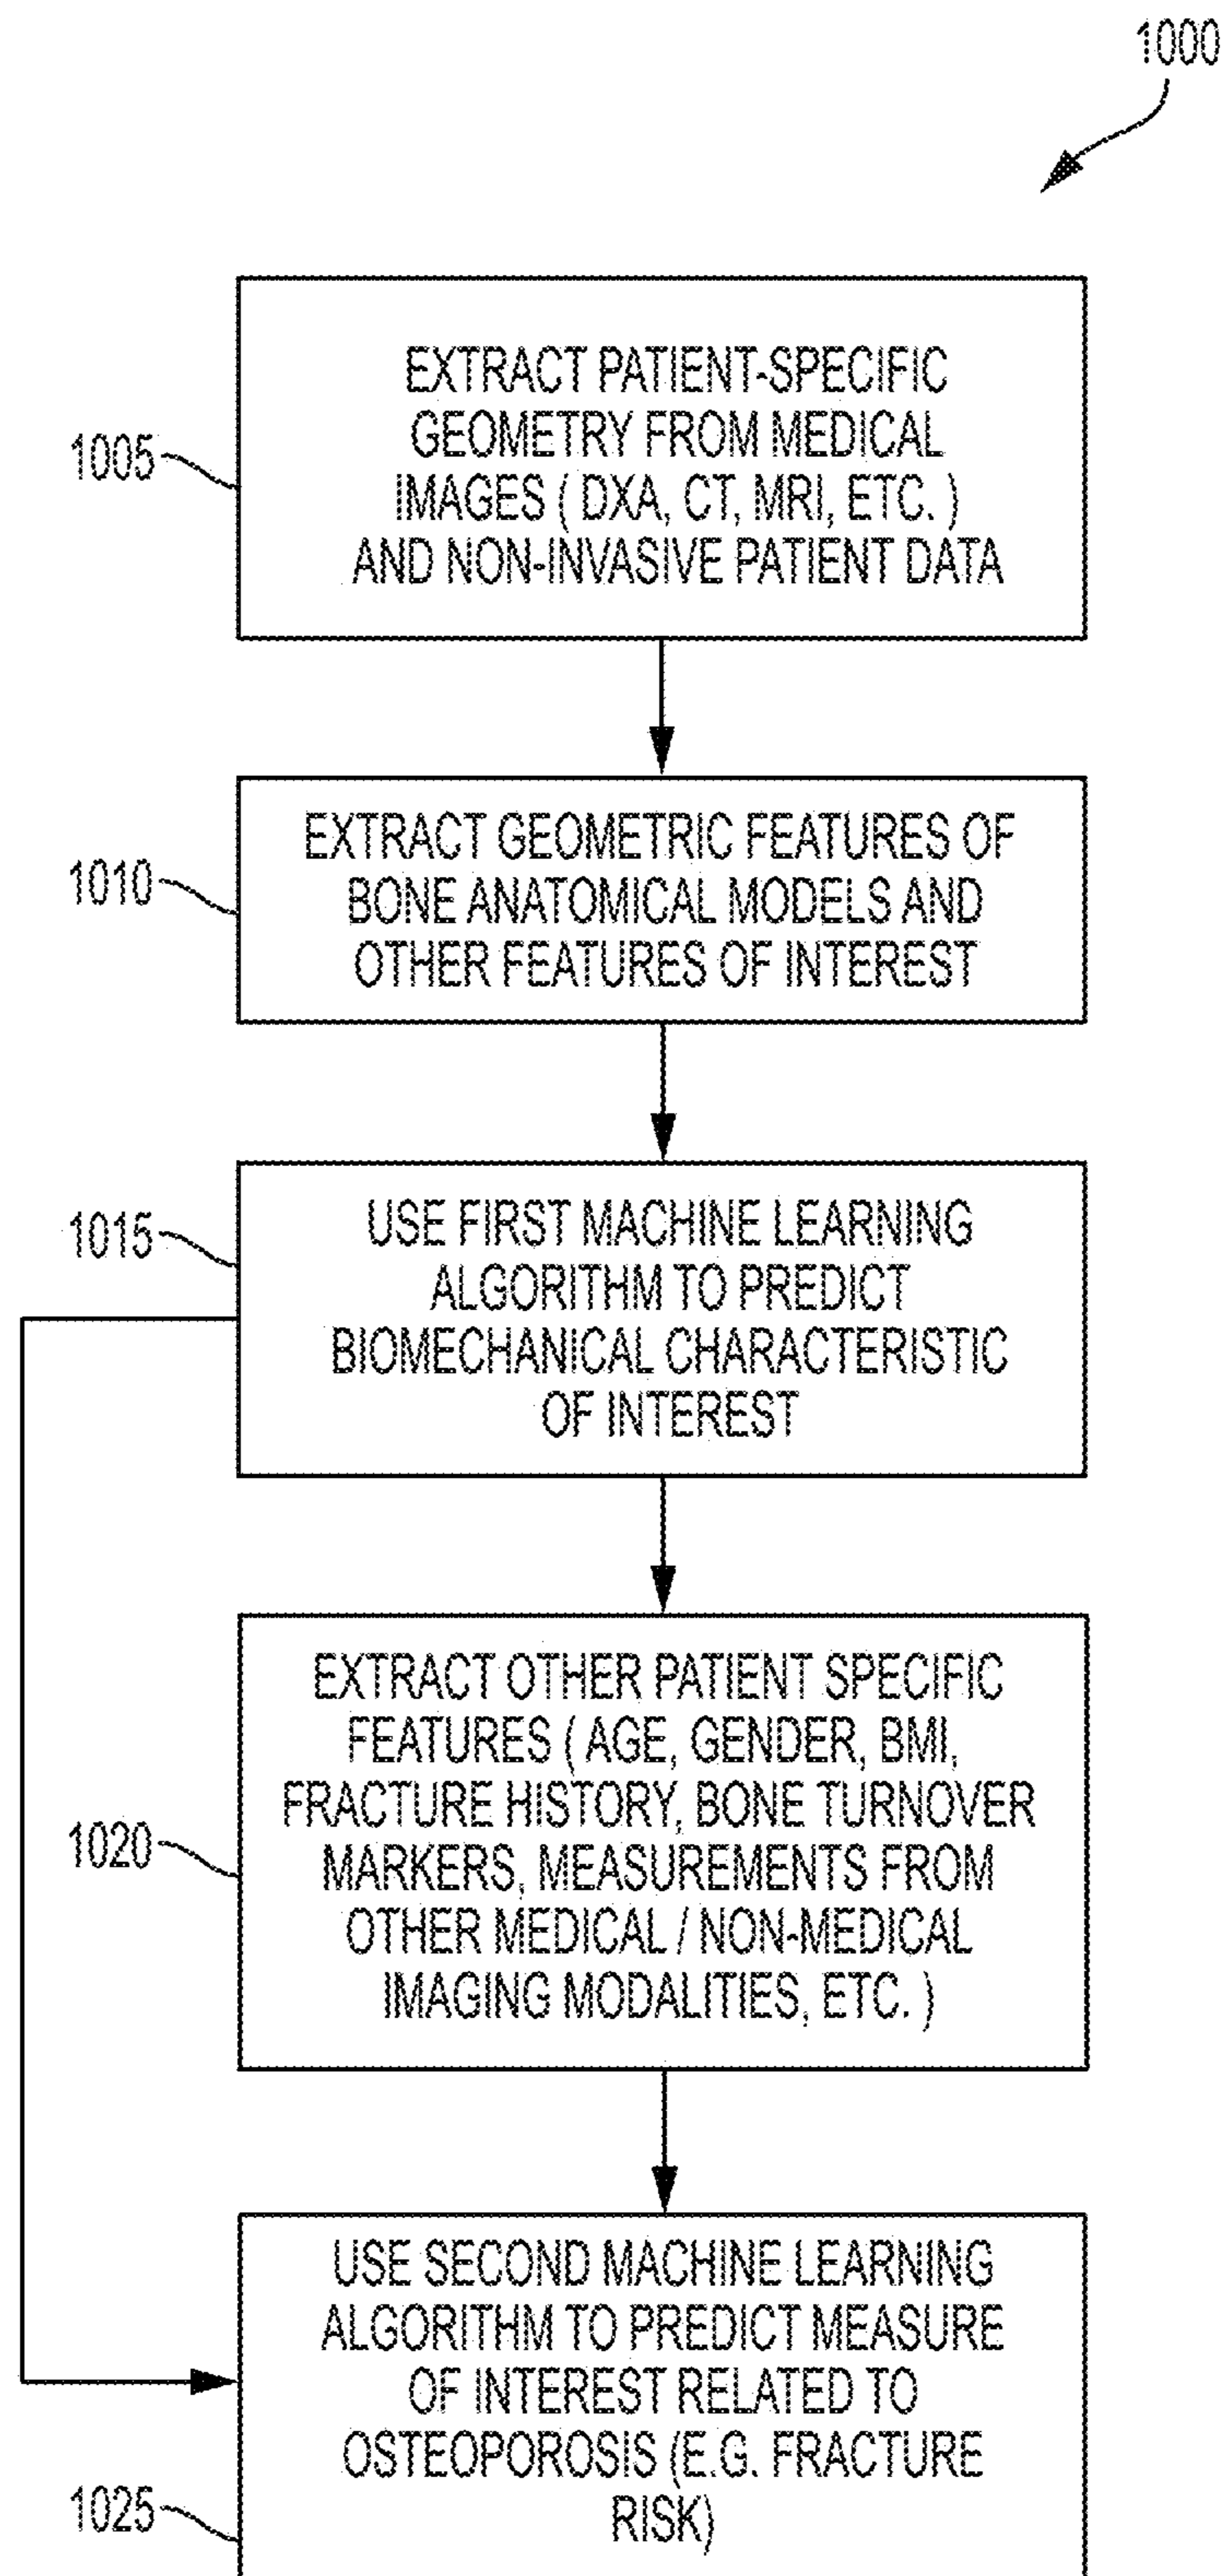 1000
EXTRACT PATIENT-SPECIFIC
GEOMETRY FROM MEDICAL
IMAGES ( DXA, CT, MRI, ETC. )
AND NON-INVASIVE PATIENT DATA
1005
EXTRACT GEOMETRIC FEATURES OF
BONE ANATOMICAL MODELS AND
OTHER FEATURES OF INTEREST
1010
USE FIRST MACHINE LEARNING
ALGORITHM TO PREDICT
BIOMECHANICAL CHARACTERISTIC
OF INTEREST
1015
EXTRACT OTHER PATIENT SPECIFIC
FEATURES ( AGE, GENDER, BMI,
FRACTURE HISTORY, BONE TURNOVER
MARKERS, MEASUREMENTS FROM
OTHER MEDICAL / NON-MEDICAL
IMAGING MODALITIES, ETC. )
1020
USE SECOND MACHINE LEARNING
ALGORITHM TO PREDICT MEASURE
OF INTEREST RELATED TO
OSTEOPOROSIS (E.G. FRACTURE
RISK)
1025